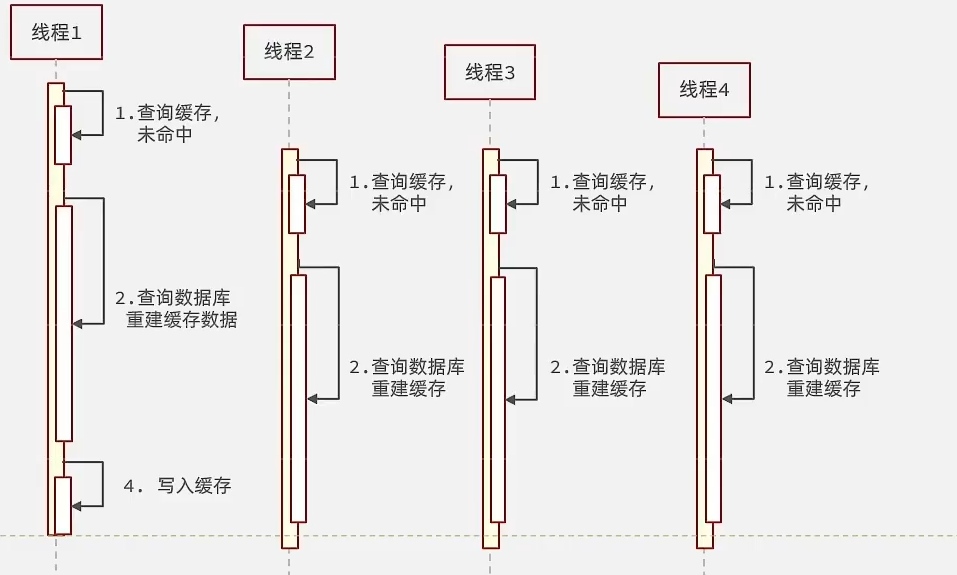 线程1
线程2
线程3
线程4
1.查询缓存,
未命中
2.查询数据库
重建缓存数据
4. 写入缓存
1.查询缓存,
未命中
2.查询数据库
重建缓存
1.查询缓存,
未命中
2.查询数据库
重建缓存
1.查询缓存,
未命中
2.查询数据库
重建缓存